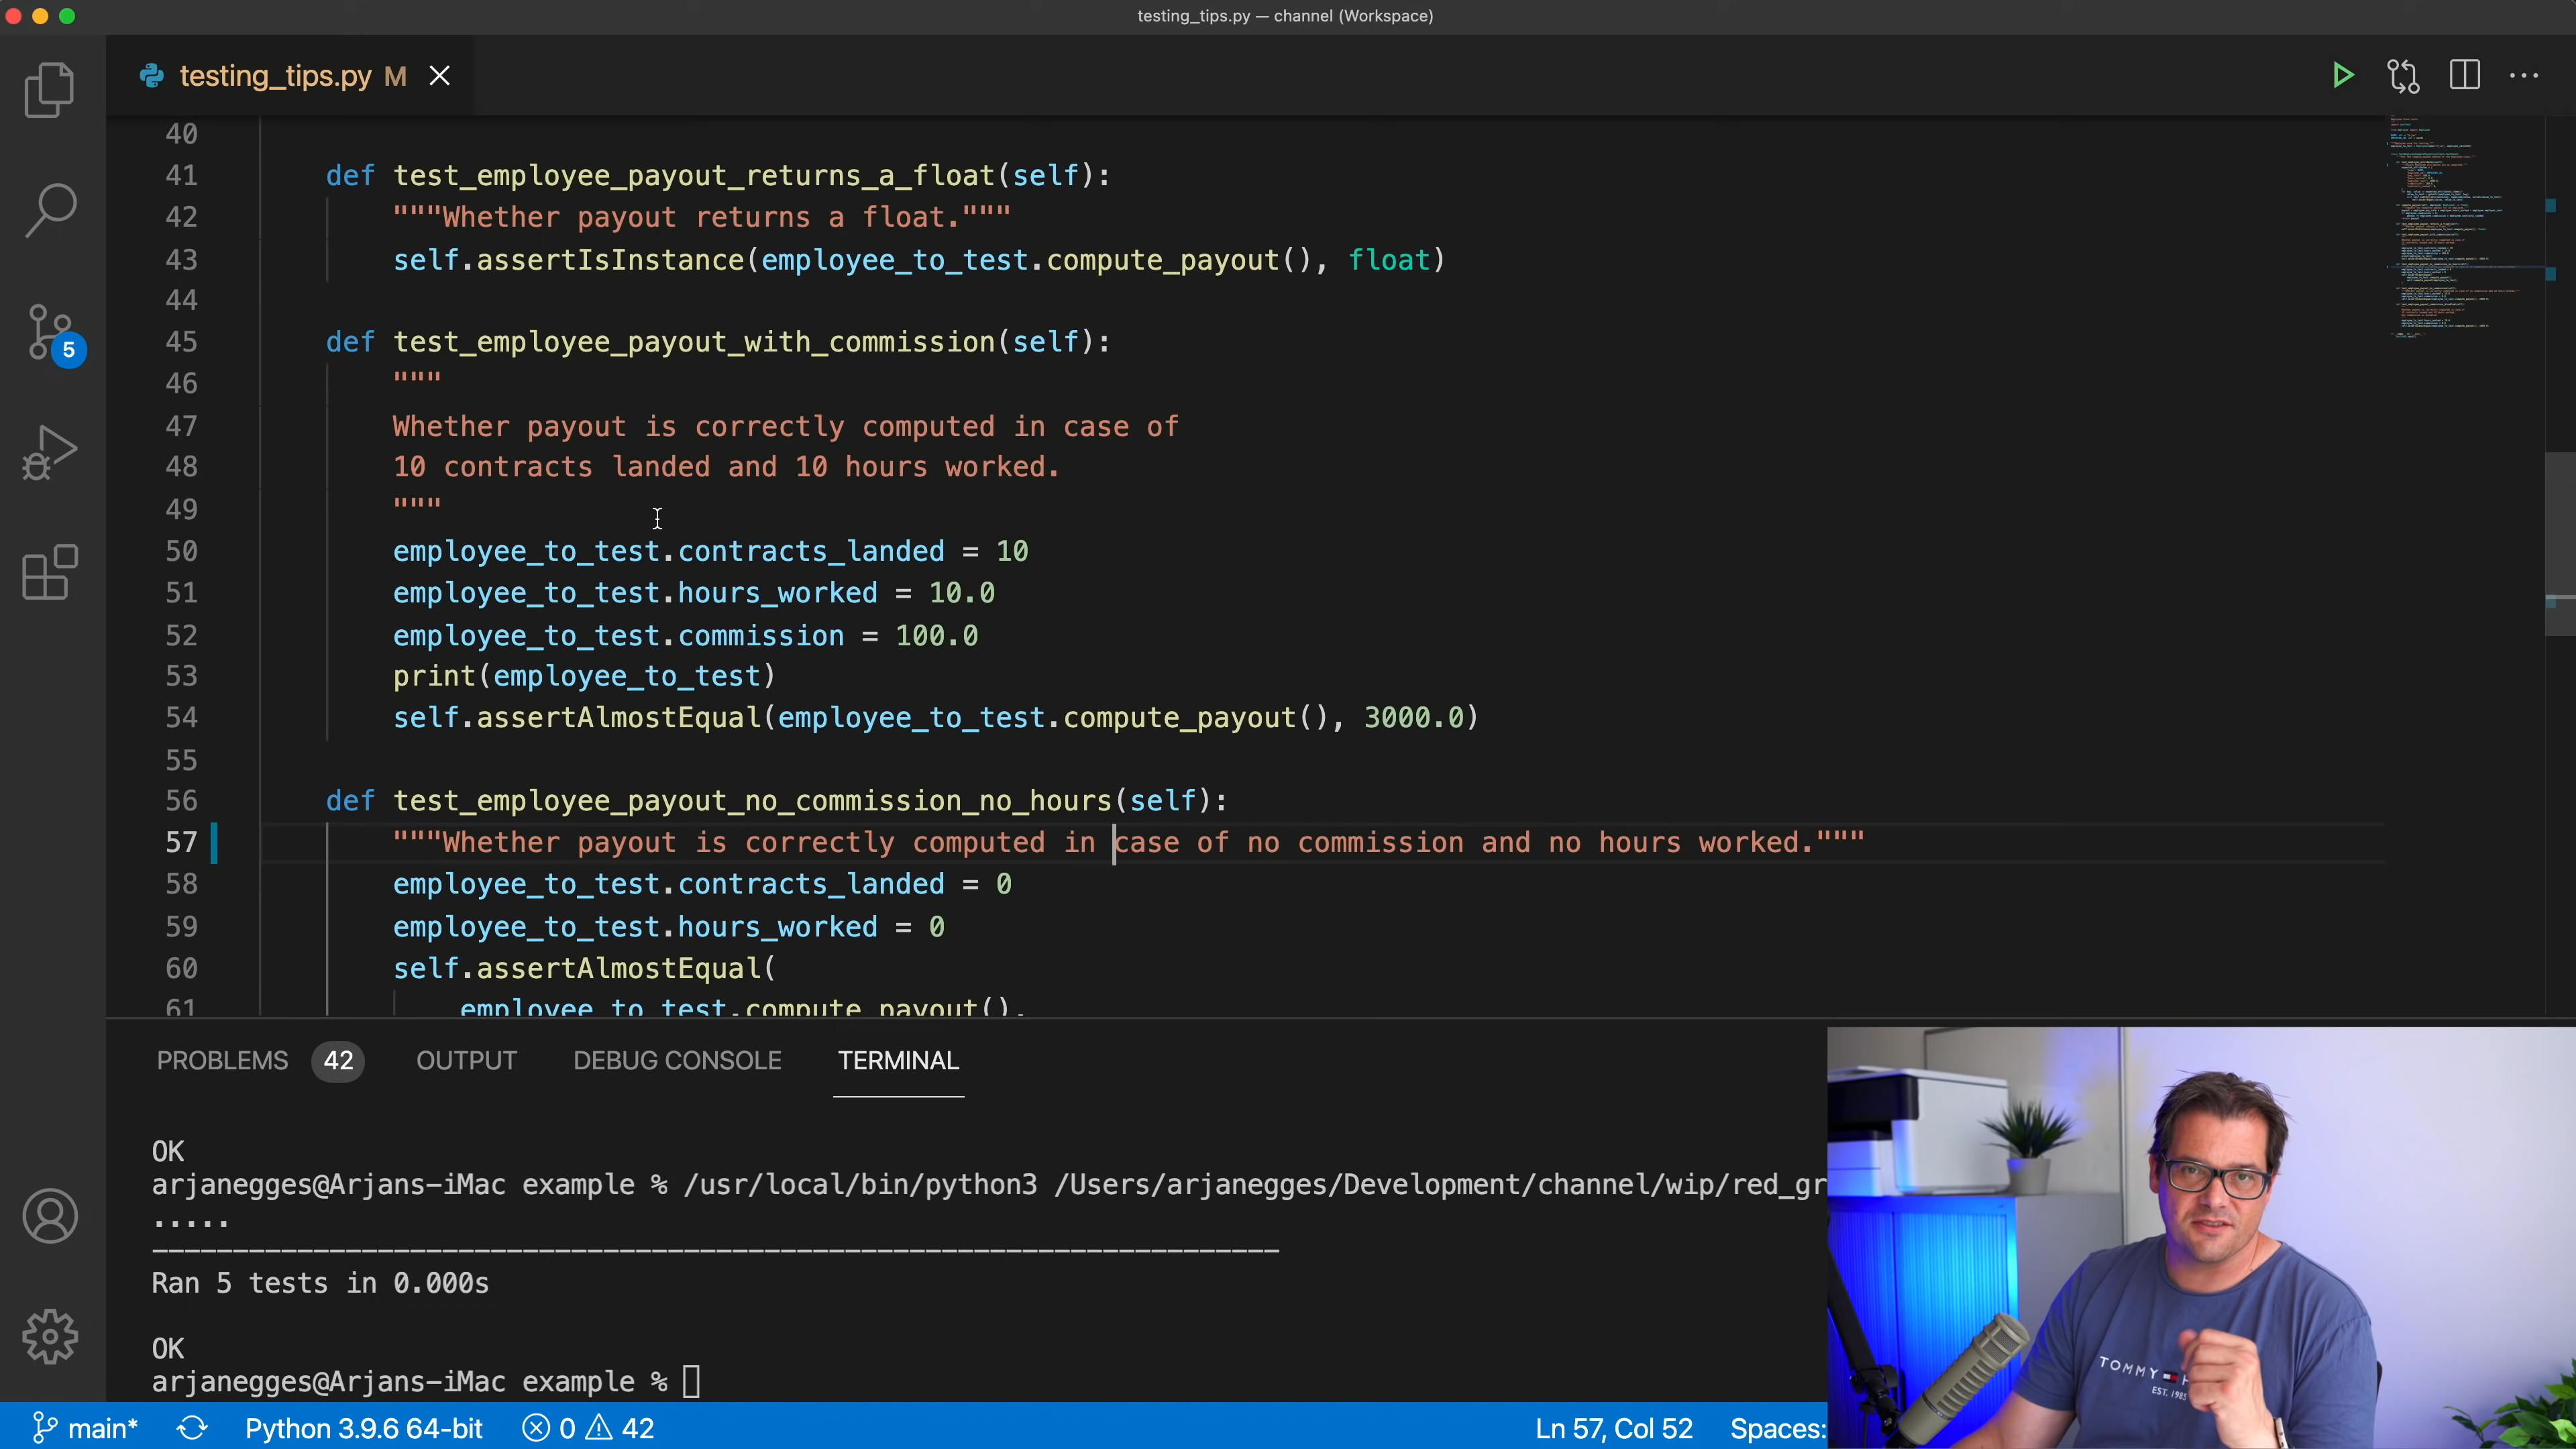 testing_tips.py — channel (Workspace)
testing_tips.py M
40
41 def test_employee_payout_returns_a_float(self):
42 """Whether payout returns a float."""
43 self.assertIsInstance(employee_to_test.compute_payout(), float)
44
45 def test_employee_payout_with_commission(self):
46 """
47 Whether payout is correctly computed in case of
48 10 contracts landed and 10 hours worked.
49 """
50 employee_to_test.contracts_landed = 10
51 employee_to_test.hours_worked = 10.0
52 employee_to_test.commission = 100.0
53 print(employee_to_test)
54 self.assertAlmostEqual(employee_to_test.compute_payout(), 3000.0)
55
56 def test_employee_payout_no_commission_no_hours(self):
57 """Whether payout is correctly computed in case of no commission and no hours worked."""
58 employee_to_test.contracts_landed = 0
59 employee_to_test.hours_worked = 0
60 self.assertAlmostEqual(
61 employee_to_test.compute_payout(),
5
PROBLEMS 42 OUTPUT DEBUG CONSOLE TERMINAL
OK
arjanegges@Arjans-iMac example % /usr/local/bin/python3 /Users/arjanegges/Development/channel/wip/red_gr
.....
----------------------------------------------------------------------
Ran 5 tests in 0.000s
OK
arjanegges@Arjans-iMac example %
main* Python 3.9.6 64-bit 0 42 Ln 57, Col 52 Spaces:
TOMMY H
EST. 1985